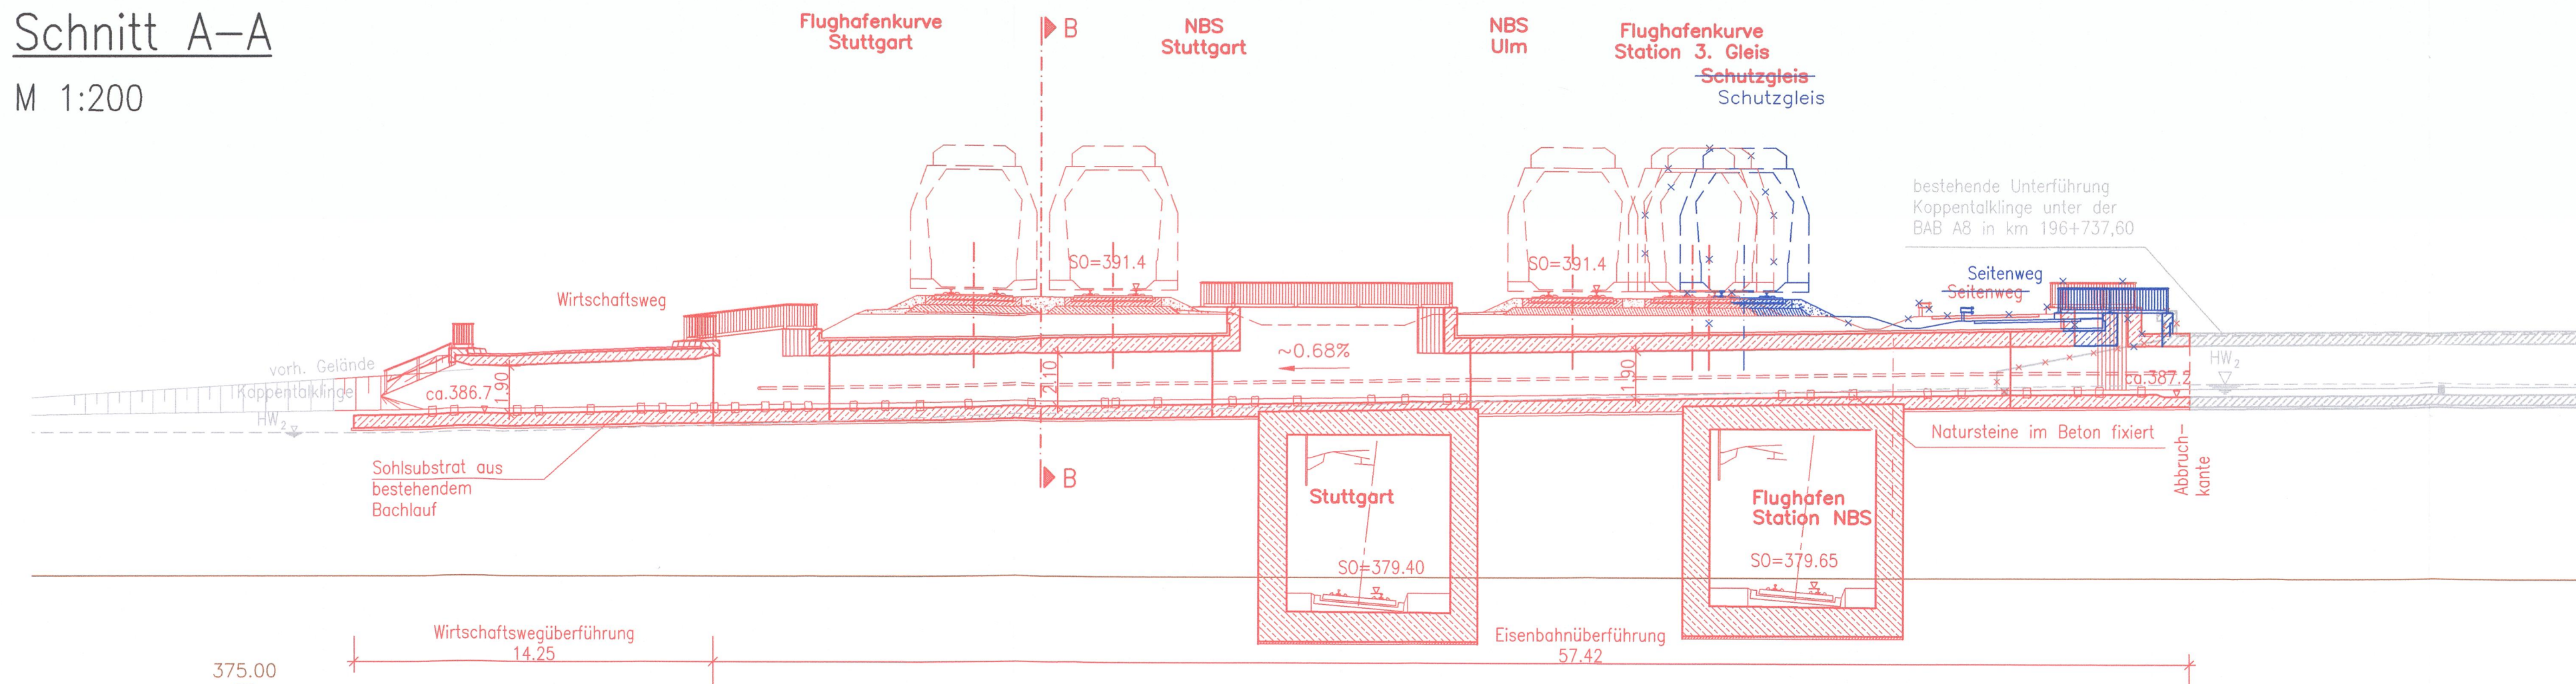 Schnitt A–A
M 1:200
Flughafenkurve
Stuttgart
B
NBS
Stuttgart
NBS
Ulm
Flughafenkurve
Station 3. Gleis
Schutzgleis
Schutzgleis
bestehende Unterführung
Koppentalklinge unter der
BAB A8 in km 196+737,60
SO=391.4
SO=391.4
Wirtschaftsweg
Seitenweg
Seitenweg
vorh. Gelände
Koppentalklinge
HW2
ca.386.7
1.90
2.10
~0.68%
1.90
ca.387.2
HW2
Sohlsubstrat aus
bestehendem
Bachlauf
B
Natursteine im Beton fixiert
Abbruch-
kante
Stuttgart
SO=379.40
Flughafen
Station NBS
SO=379.65
Wirtschaftswegüberführung
14.25
Eisenbahnüberführung
57.42
375.00